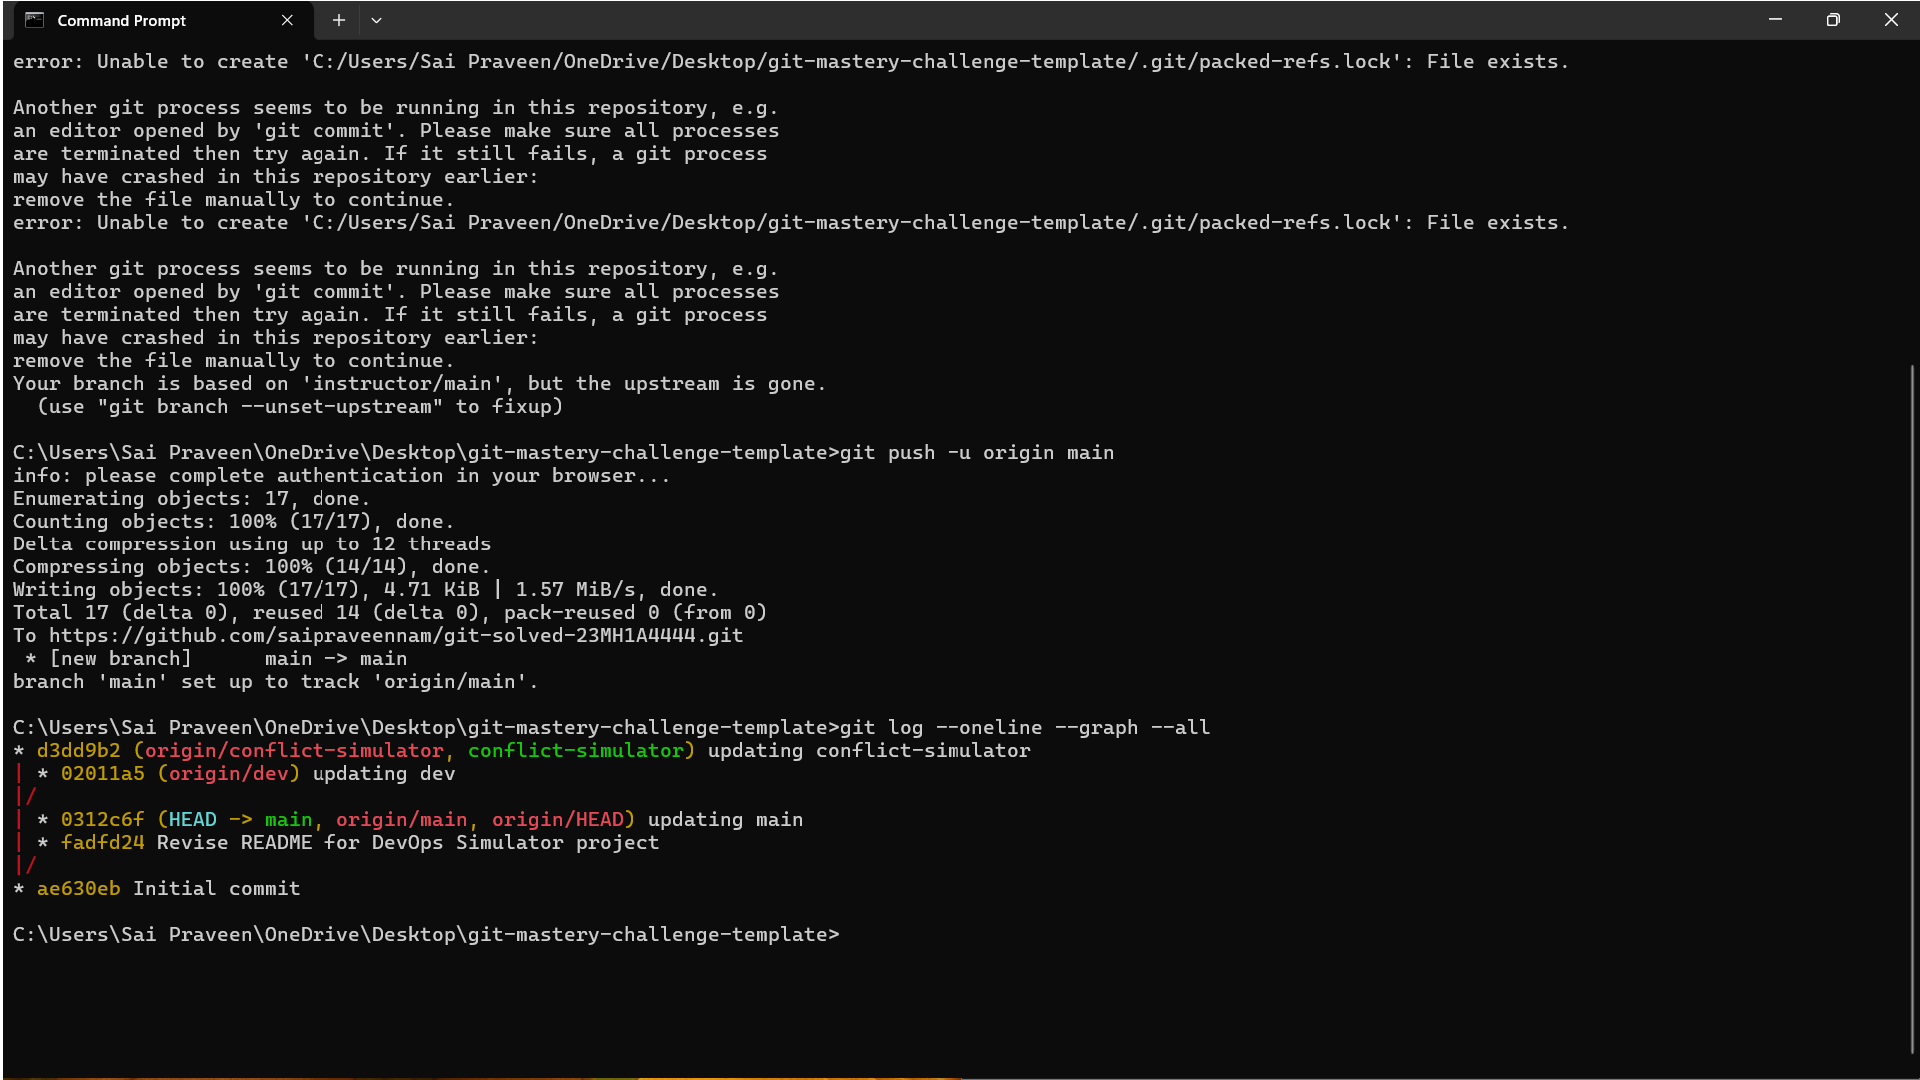 Command Prompt
error: Unable to create 'C:/Users/Sai Praveen/OneDrive/Desktop/git-mastery-challenge-template/.git/packed-refs.lock': File exists.
Another git process seems to be running in this repository, e.g.
an editor opened by 'git commit'. Please make sure all processes
are terminated then try again. If it still fails, a git process
may have crashed in this repository earlier:
remove the file manually to continue.
error: Unable to create 'C:/Users/Sai Praveen/OneDrive/Desktop/git-mastery-challenge-template/.git/packed-refs.lock': File exists.
Another git process seems to be running in this repository, e.g.
an editor opened by 'git commit'. Please make sure all processes
are terminated then try again. If it still fails, a git process
may have crashed in this repository earlier:
remove the file manually to continue.
Your branch is based on 'instructor/main', but the upstream is gone.
  (use "git branch --unset-upstream" to fixup)
C:\Users\Sai Praveen\OneDrive\Desktop\git-mastery-challenge-template>git push -u origin main
info: please complete authentication in your browser...
Enumerating objects: 17, done.
Counting objects: 100% (17/17), done.
Delta compression using up to 12 threads
Compressing objects: 100% (14/14), done.
Writing objects: 100% (17/17), 4.71 KiB | 1.57 MiB/s, done.
Total 17 (delta 0), reused 14 (delta 0), pack-reused 0 (from 0)
To https://github.com/saipraveennam/git-solved-23MH1A4444.git
 * [new branch]      main -> main
branch 'main' set up to track 'origin/main'.
C:\Users\Sai Praveen\OneDrive\Desktop\git-mastery-challenge-template>git log --oneline --graph --all
* d3dd9b2 (origin/conflict-simulator, conflict-simulator) updating conflict-simulator
| * 02011a5 (origin/dev) updating dev
|/
| * 0312c6f (HEAD -> main, origin/main, origin/HEAD) updating main
| * fadfd24 Revise README for DevOps Simulator project
|/
* ae630eb Initial commit
C:\Users\Sai Praveen\OneDrive\Desktop\git-mastery-challenge-template>